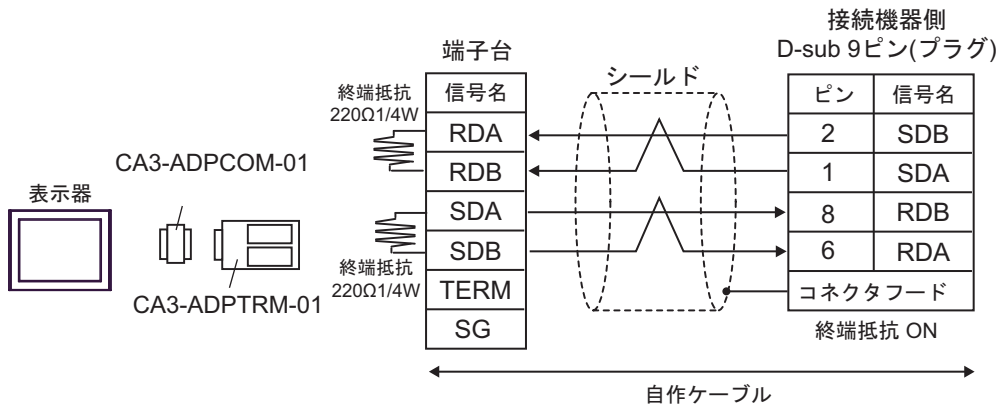 接続機器側
D-sub 9ピン(プラグ)
端子台
シールド
終端抵抗
220Ω1/4W
信号名
ピン
信号名
RDA
2
SDB
CA3-ADPCOM-01
RDB
1
SDA
表示器
SDA
8
RDB
SDB
6
RDA
終端抵抗
220Ω1/4W
CA3-ADPTRM-01
TERM
コネクタフード
SG
終端抵抗 ON
自作ケーブル